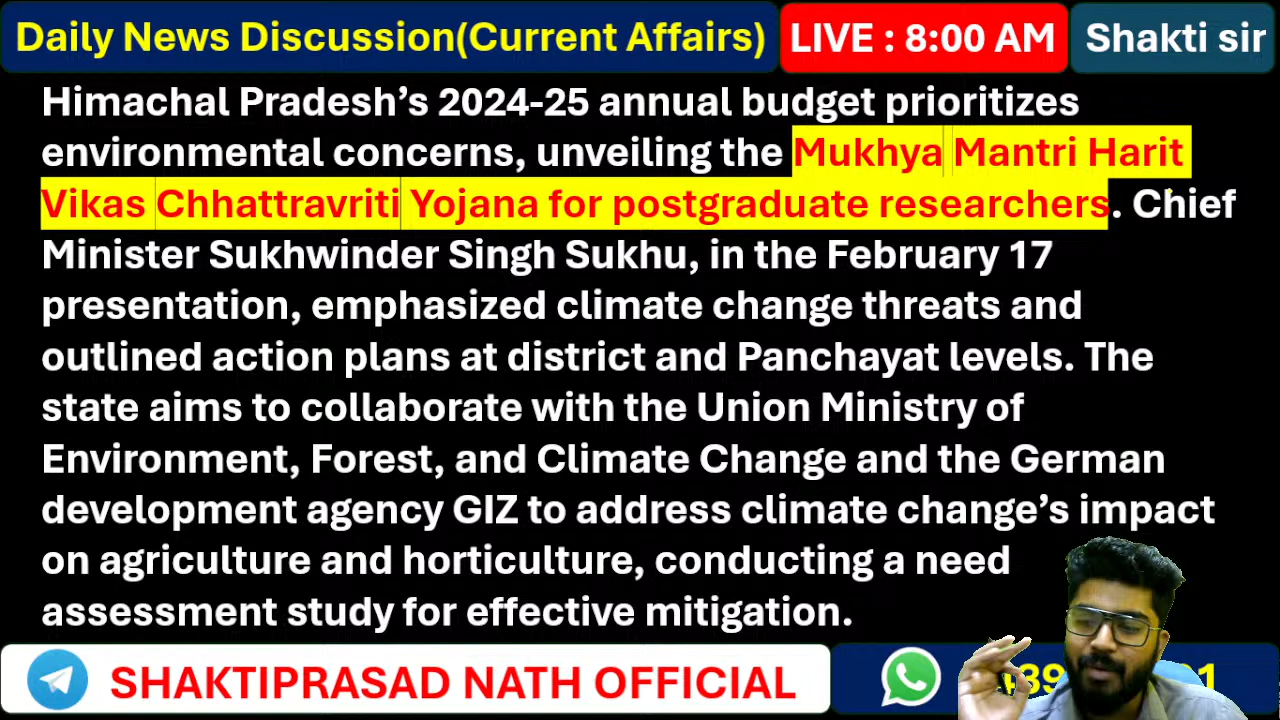 Daily News Discussion(Current Affairs) LIVE : 8:00 AM Shakti sir
Himachal Pradesh’s 2024-25 annual budget prioritizes
environmental concerns, unveiling the Mukhya Mantri Harit
Vikas Chhattravriti Yojana for postgraduate researchers. Chief
Minister Sukhwinder Singh Sukhu, in the February 17
presentation, emphasized climate change threats and
outlined action plans at district and Panchayat levels. The
state aims to collaborate with the Union Ministry of
Environment, Forest, and Climate Change and the German
development agency GIZ to address climate change’s impact
on agriculture and horticulture, conducting a need
assessment study for effective mitigation.
SHAKTIPRASAD NATH OFFICIAL